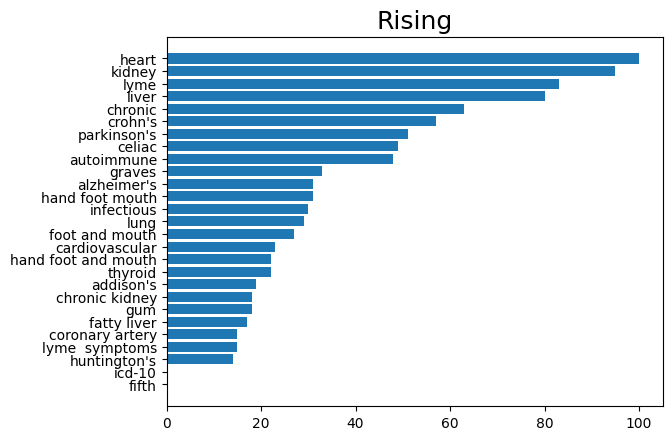 Rising
heart
kidney
lyme
liver
chronic
crohn's
parkinson's
celiac
autoimmune
graves
alzheimer's
hand foot mouth
infectious
lung
foot and mouth
cardiovascular
hand foot and mouth
thyroid
addison's
chronic kidney
gum
fatty liver
coronary artery
lyme  symptoms
huntington's
icd-10
fifth
0 20 40 60 80 100